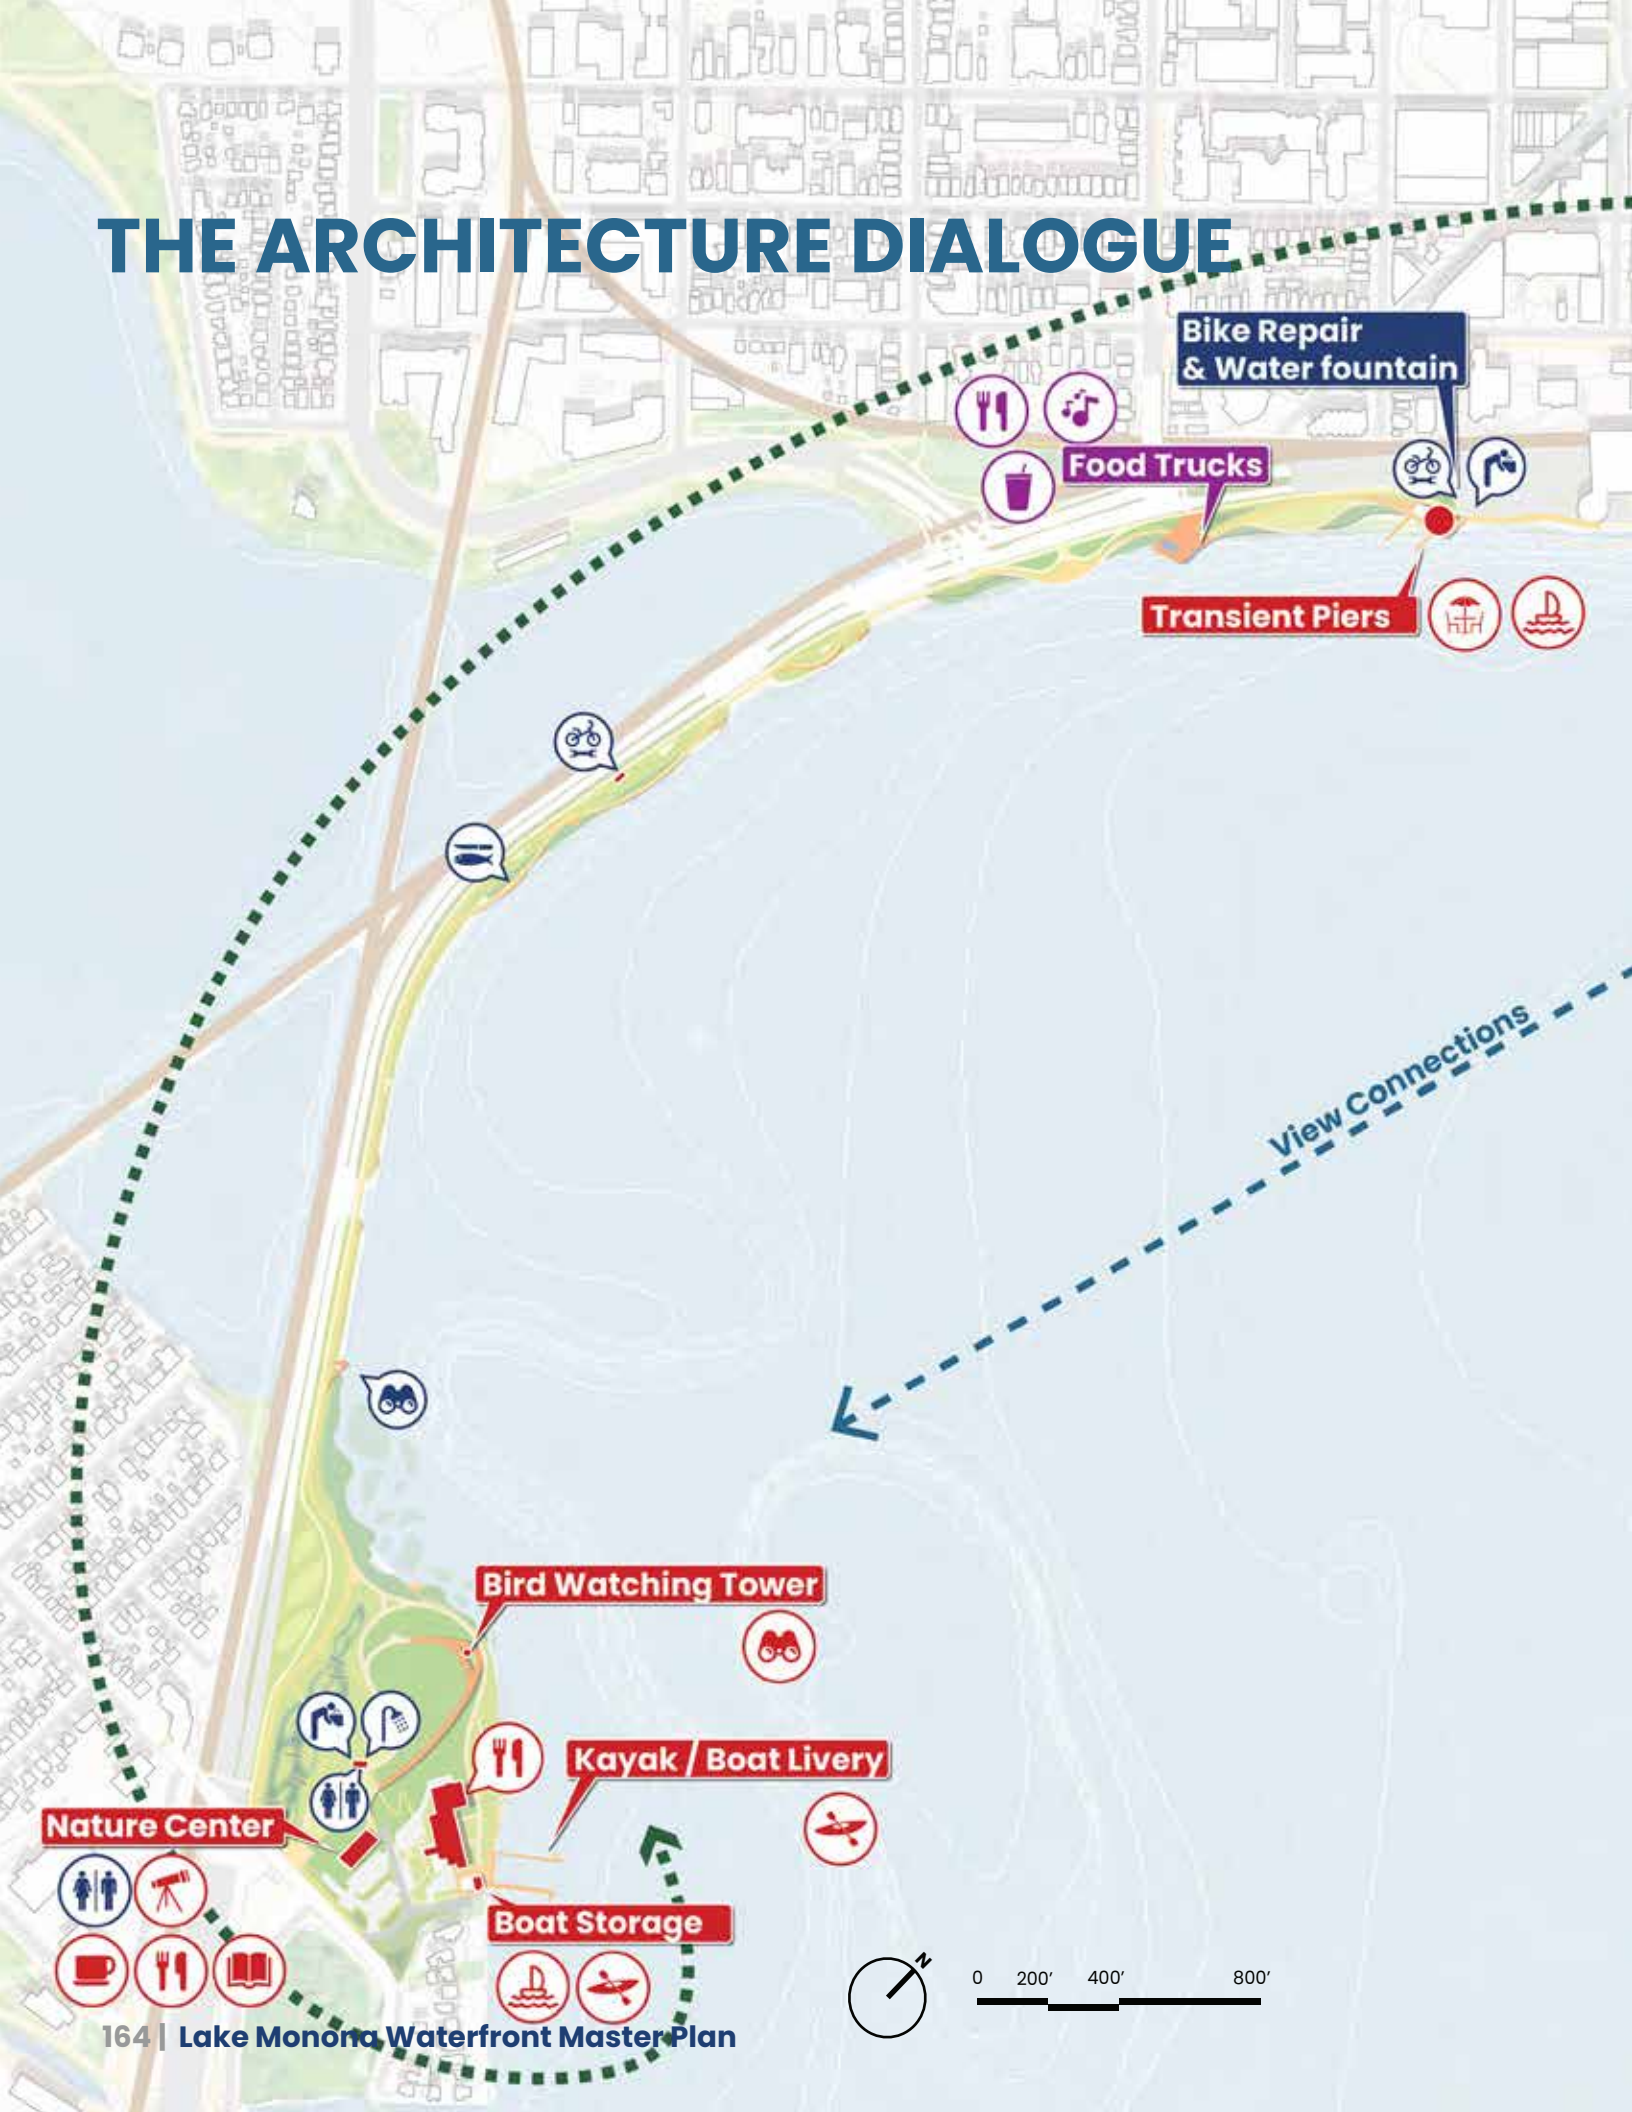 THE ARCHITECTURE DIALOGUE
Bike Repair
& Water fountain
Food Trucks
Transient Piers
View Connections
Bird Watching Tower
Kayak / Boat Livery
Nature Center
Boat Storage
N
0 200’ 400’ 800’
164 | Lake Monona Waterfront Master Plan